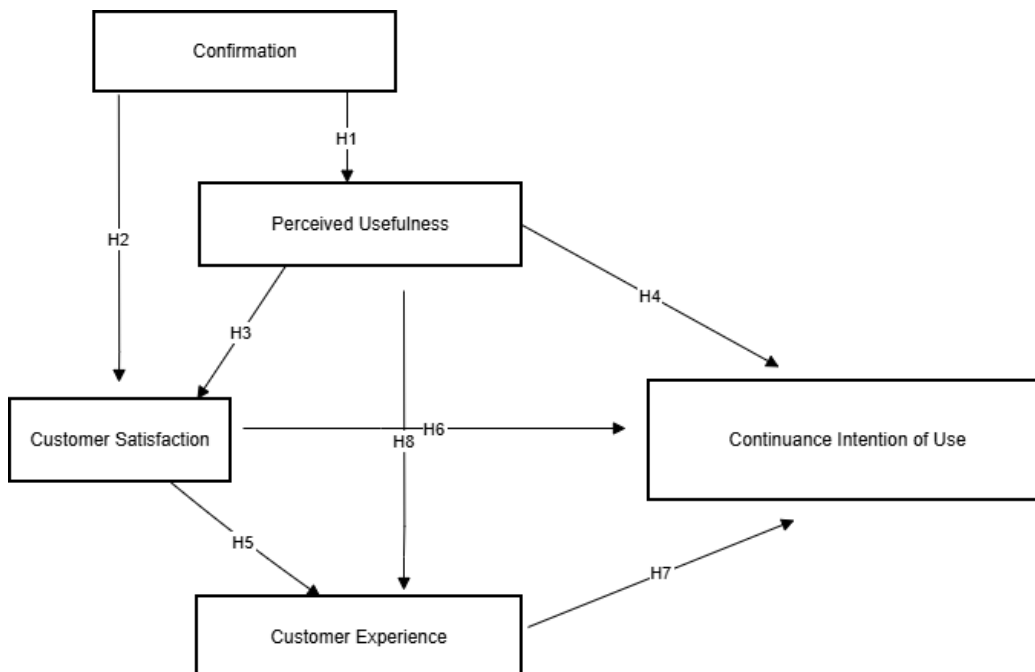 Confirmation
H1
Perceived Usefulness
H2
H4
H3
H6
Customer Satisfaction
Continuance Intention of Use
H8
H5
H7
Customer Experience